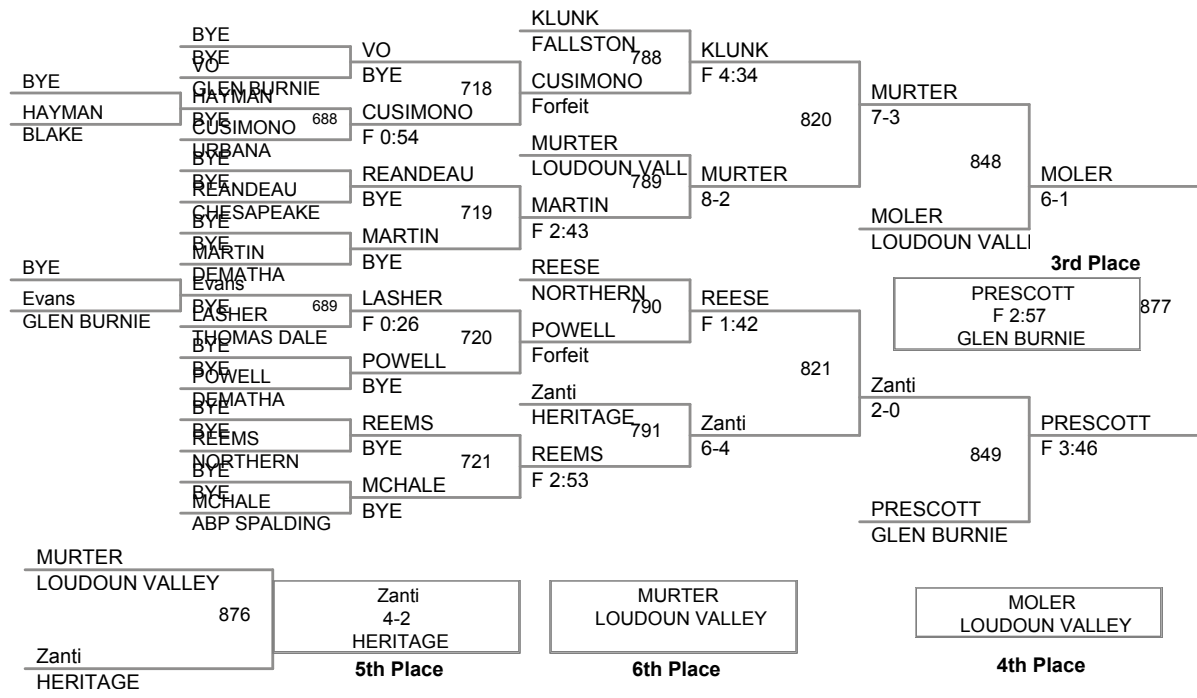 BYE
HAYMAN
BLAKE
BYE
Evans
GLEN BURNIE
BYE
BYE
VO
GLEN BURNIE
HAYMAN
BYE
688
CUSIMONO
URBANA
BYE
BYE
REANDEAU
CHESAPEAKE
BYE
BYE
MARTIN
DEMATHA
Evans
BYE
689
LASHER
THOMAS DALE
BYE
BYE
POWELL
DEMATHA
BYE
BYE
REEMS
NORTHERN
BYE
BYE
MCHALE
ABP SPALDING
VO
BYE
718
CUSIMONO
F 0:54
REANDEAU
BYE
719
MARTIN
BYE
LASHER
F 0:26
720
POWELL
BYE
REEMS
BYE
721
MCHALE
BYE
KLUNK
FALLSTON
788
CUSIMONO
Forfeit
MURTER
LOUDOUN VALL
789
MARTIN
F 2:43
REESE
NORTHERN
790
POWELL
Forfeit
Zanti
HERITAGE
791
REEMS
F 2:53
KLUNK
F 4:34
820
MURTER
8-2
REESE
F 1:42
821
Zanti
6-4
MURTER
7-3
848
MOLER
LOUDOUN VALL
Zanti
2-0
849
PRESCOTT
GLEN BURNIE
MOLER
6-1
3rd Place
PRESCOTT
F 2:57
GLEN BURNIE
877
PRESCOTT
F 3:46
MURTER
LOUDOUN VALLEY
876
Zanti
HERITAGE
Zanti
4-2
HERITAGE
5th Place
MURTER
LOUDOUN VALLEY
6th Place
MOLER
LOUDOUN VALLEY
4th Place